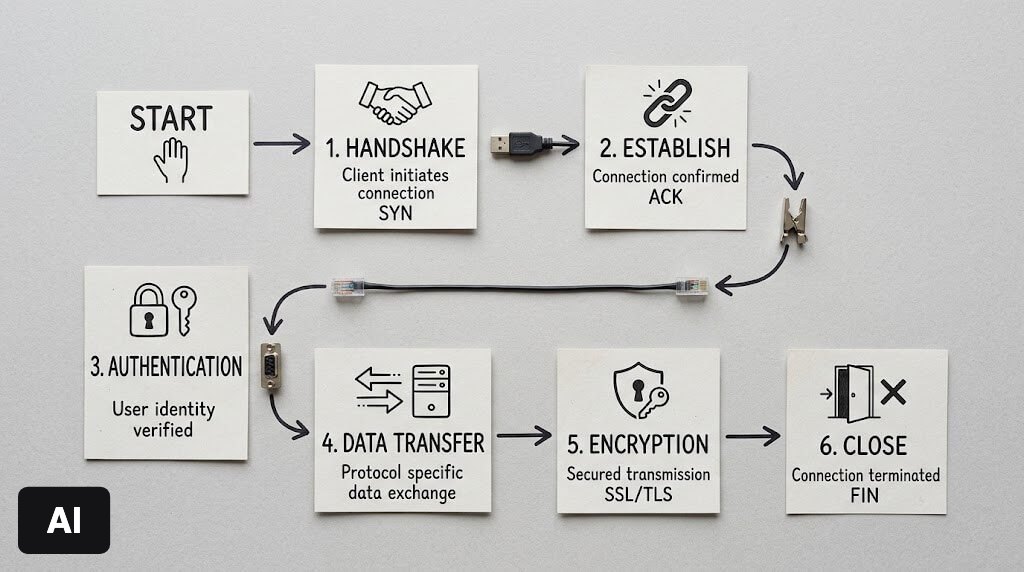 START
1. HANDSHAKE
Client initiates
connection
SYN
2. ESTABLISH
Connection confirmed
ACK
3. AUTHENTICATION
User identity
verified
4. DATA TRANSFER
Protocol specific
data exchange
5. ENCRYPTION
Secured transmission
SSL/TLS
6. CLOSE
Connection terminated
FIN
AI